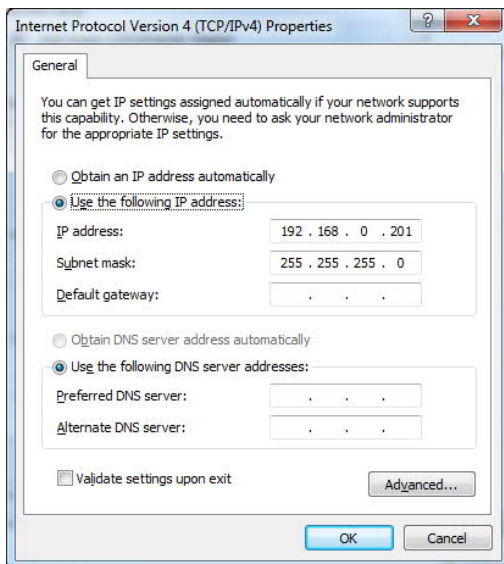 Internet Protocol Version 4 (TCP/IPv4) Properties
General
You can get IP settings assigned automatically if your network supports
this capability. Otherwise, you need to ask your network administrator
for the appropriate IP settings.
Obtain an IP address automatically
Use the following IP address:
IP address: 192 . 168 . 0 . 201
Subnet mask: 255 . 255 . 255 . 0
Default gateway: . . .
Obtain DNS server address automatically
Use the following DNS server addresses:
Preferred DNS server: . . .
Alternate DNS server: . . .
Validate settings upon exit
Advanced...
OK Cancel